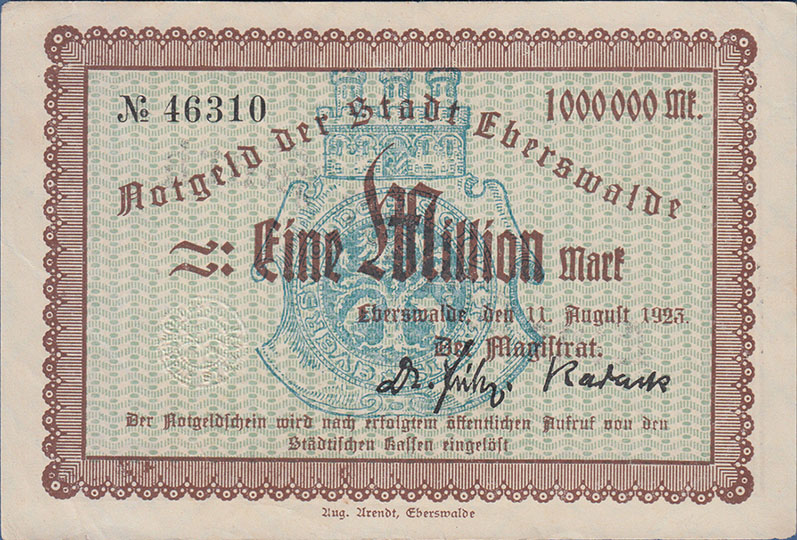 № 46310
1000000 Mk.
Notgeld der Stadt Eberswalde
Eine Million Mark
Eberswalde, den 11. August 1923.
Der Magistrat.
Der Notgeldschein wird nach erfolgtem öffentlichen Aufruf von den
Städtischen Kassen eingelöst
Aug. Arendt, Eberswalde